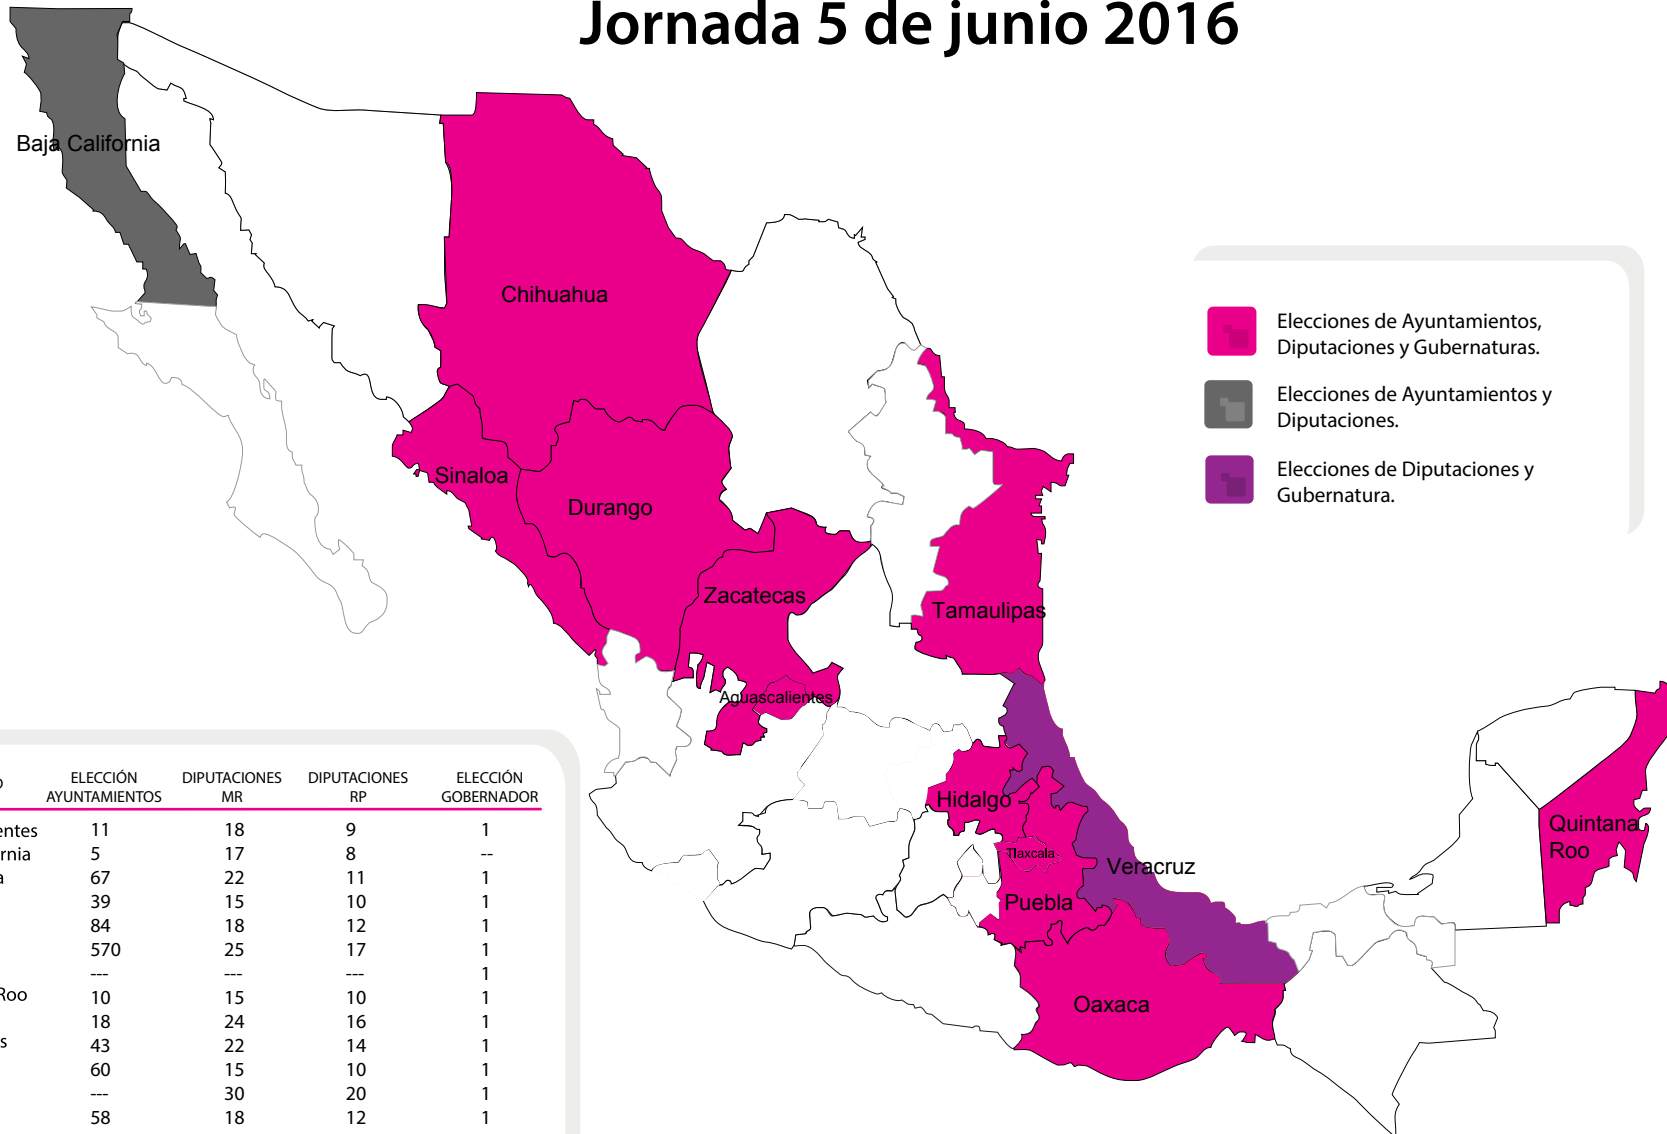 Jornada 5 de junio 2016
Baja California
Chihuahua
Sinaloa
Durango
Zacatecas
Tamaulipas
Aguascalientes
Hidalgo
Tlaxcala
Puebla
Veracruz
Oaxaca
Quintana
Roo
Elecciones de Ayuntamientos,
Diputaciones y Gubernaturas.
Elecciones de Ayuntamientos y
Diputaciones.
Elecciones de Diputaciones y
Gubernatura.
O ELECCIÓN AYUNTAMIENTOS DIPUTACIONES MR DIPUTACIONES RP ELECCIÓN GOBERNADOR
entes 11 18 9 1
rnia 5 17 8 --
a 67 22 11 1
39 15 10 1
84 18 12 1
570 25 17 1
--- --- --- 1
Roo 10 15 10 1
18 24 16 1
s 43 22 14 1
60 15 10 1
--- 30 20 1
58 18 12 1